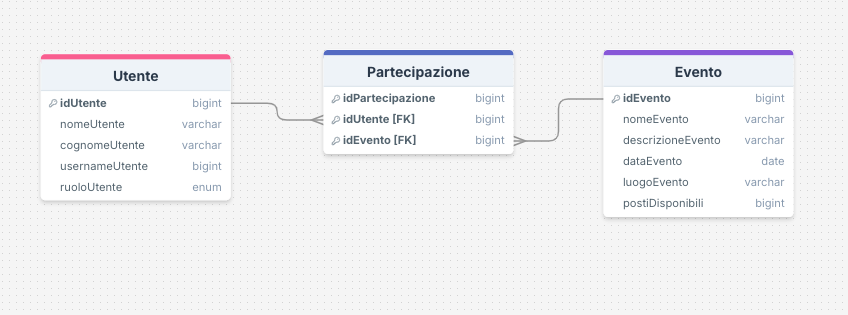 Utente
idUtente bigint
nomeUtente varchar
cognomeUtente varchar
usernameUtente bigint
ruoloUtente enum
Partecipazione
idPartecipazione bigint
idUtente [FK] bigint
idEvento [FK] bigint
Evento
idEvento bigint
nomeEvento varchar
descrizioneEvento varchar
dataEvento date
luogoEvento varchar
postiDisponibili bigint